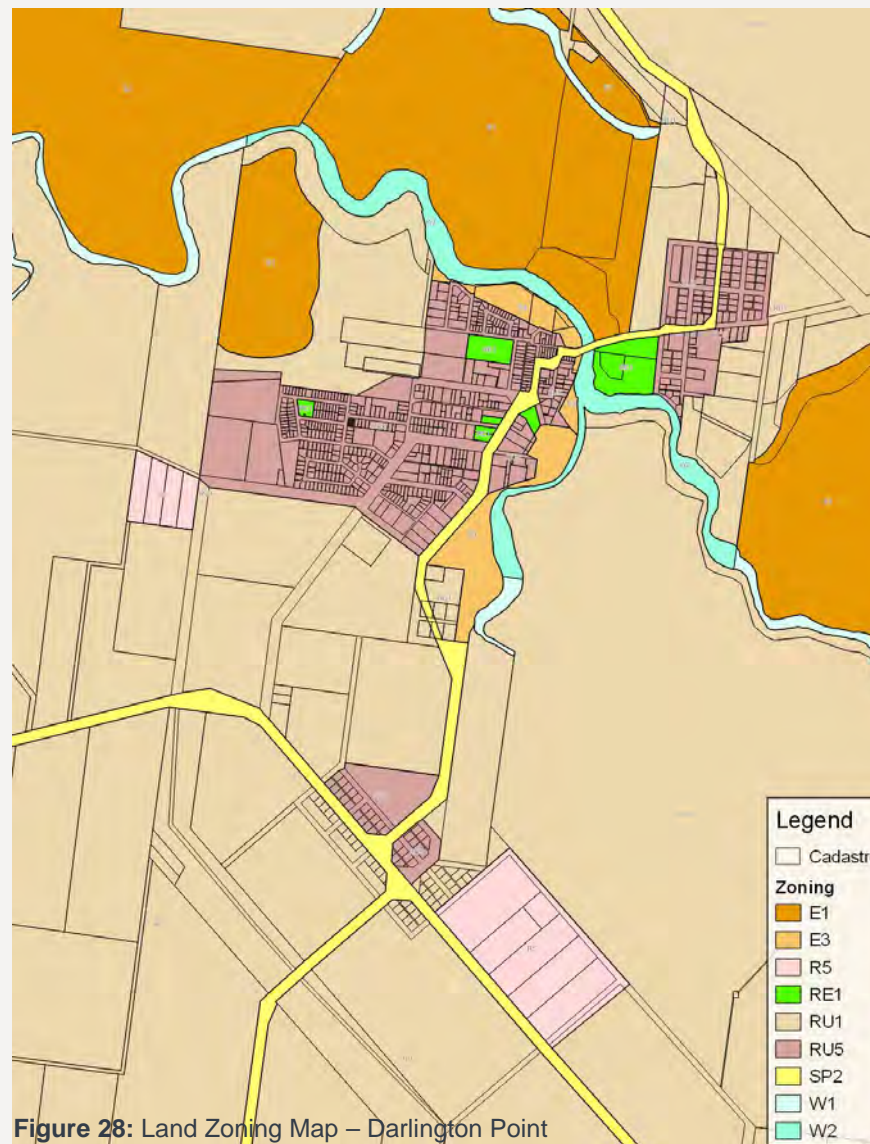 Legend
Cadastr
Zoning
E1
E3
R5
RE1
RU1
RU5
SP2
W1
W2
Figure 28: Land Zoning Map – Darlington Point